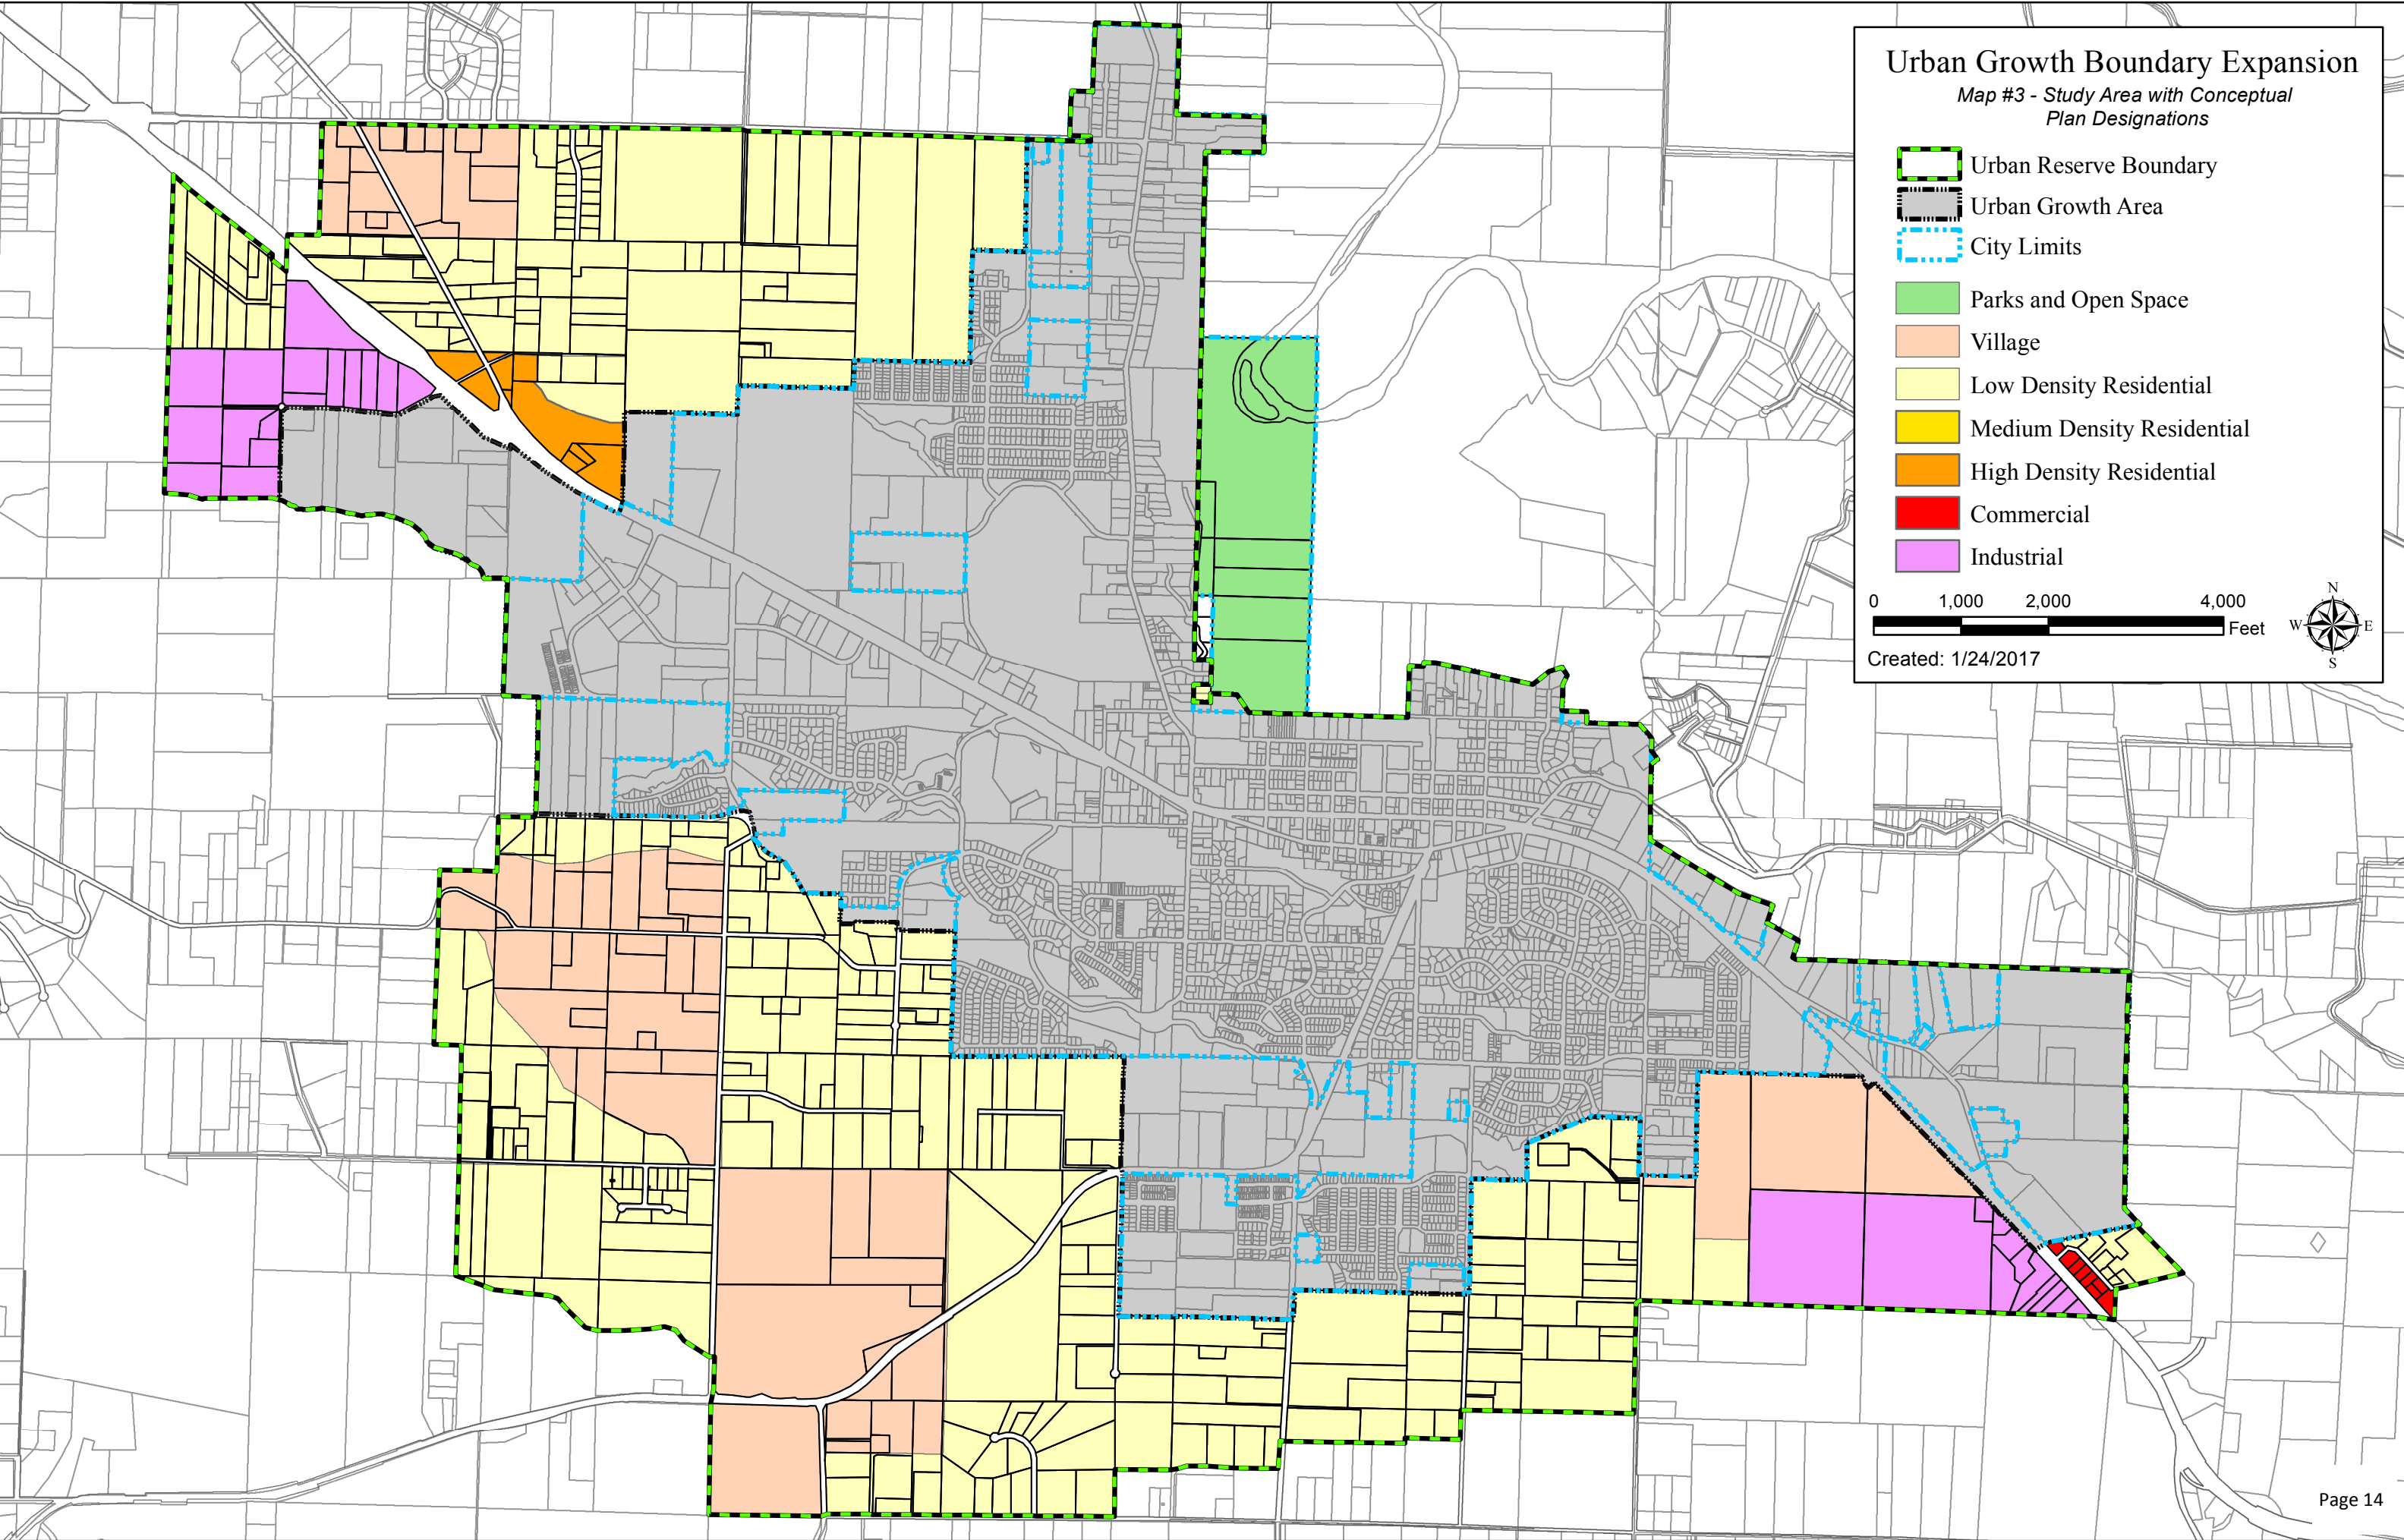 Urban Growth Boundary Expansion
Map #3 - Study Area with Conceptual
Plan Designations
Urban Reserve Boundary
Urban Growth Area
City Limits
Parks and Open Space
Village
Low Density Residential
Medium Density Residential
High Density Residential
Commercial
Industrial
0 1,000 2,000 4,000
Feet
N
W E
S
Created: 1/24/2017
Page 14